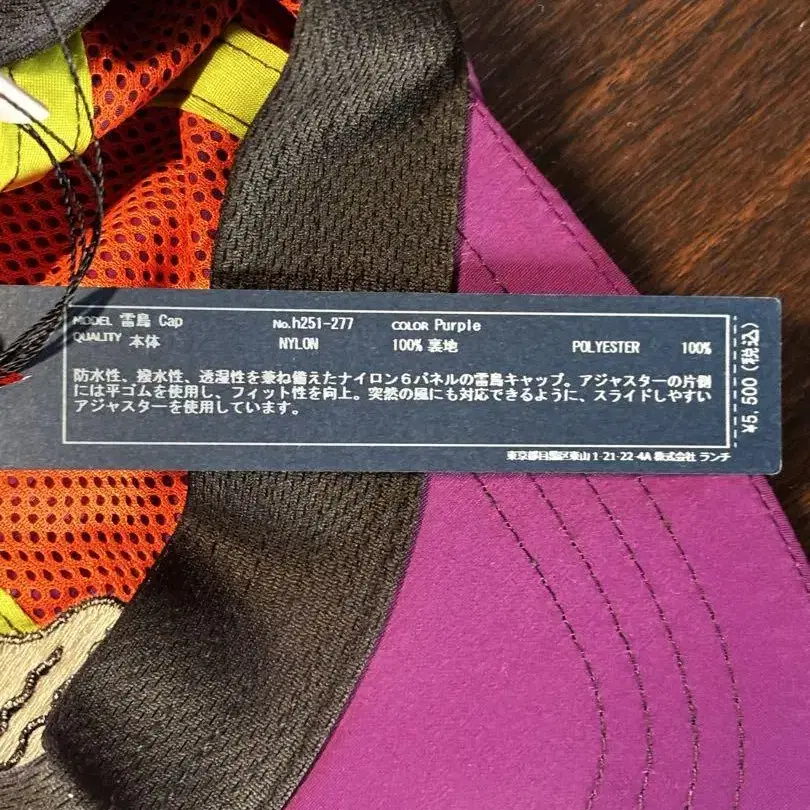 MODEL 雷鳥 Cap No.h251-277 COLOR Purple
QUALITY 本体 NYLON 100% 裏地 POLYESTER 100%
防水性、撥水性、透湿性を兼ね備えたナイロン6パネルの雷鳥キャップ。アジャスターの片側
には平ゴムを使用し、フィット性を向上。突然の風にも対応できるように、スライドしやすい
アジャスターを使用しています。
東京都目黒区東山 1-21-22-4A 株式会社 ランチ
¥5,500 (税込)